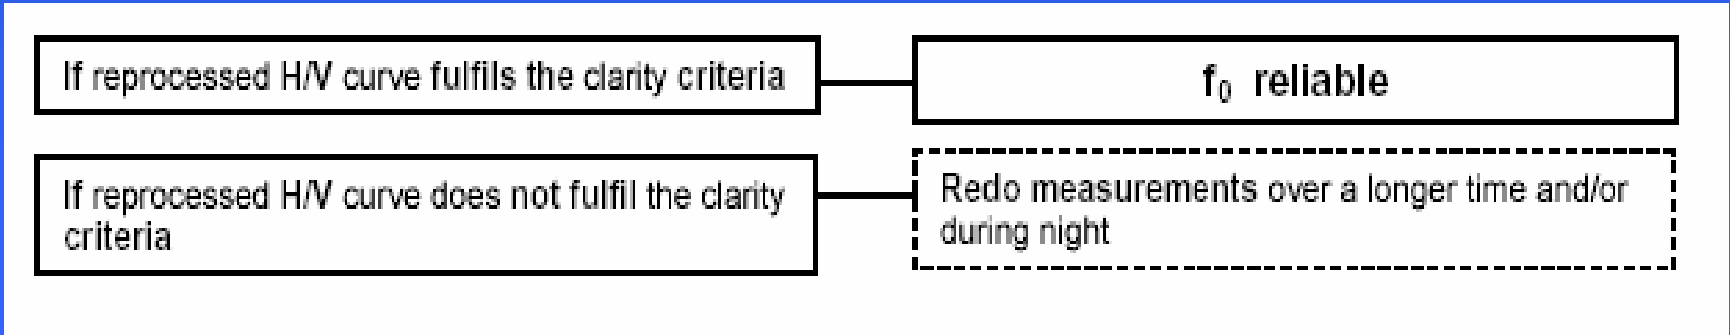 If reprocessed H/V curve fulfils the clarity criteria
f0 reliable
If reprocessed H/V curve does not fulfil the clarity
criteria
Redo measurements over a longer time and/or
during night